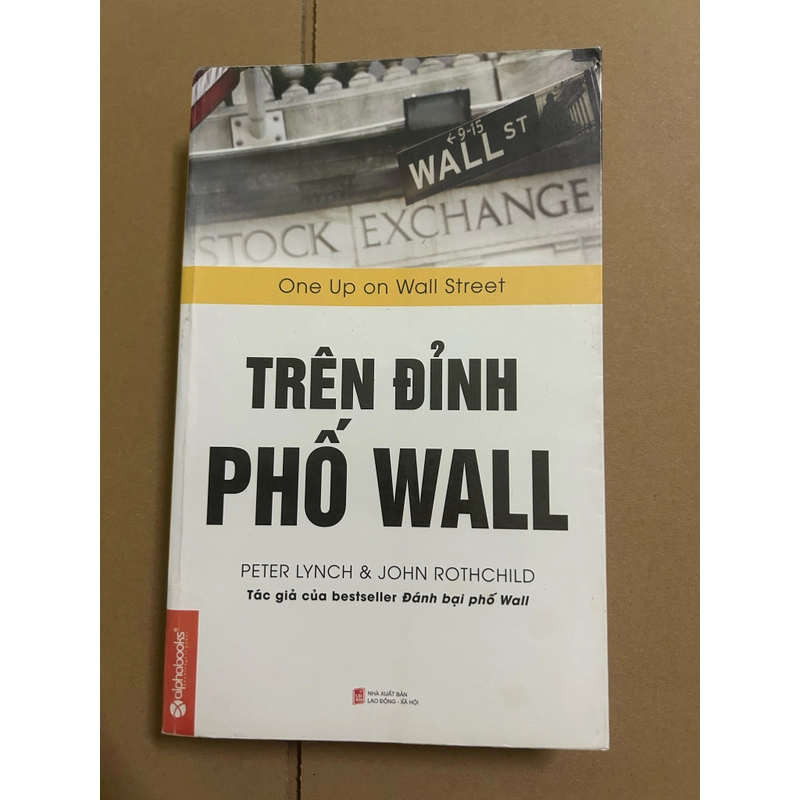 ←9-15
WALL ST
STOCK EXCHANGE
One Up on Wall Street
TRÊN ĐỈNH
PHỐ WALL
PETER LYNCH & JOHN ROTHCHILD
Tác giả của bestseller Đánh bại phố Wall
alphabooks®
NHÀ XUẤT BẢN
LAO ĐỘNG - XÃ HỘI